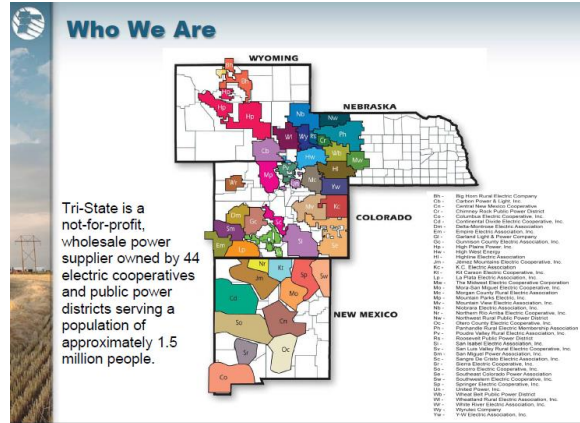 Who We Are
WYOMING
NEBRASKA
COLORADO
NEW MEXICO
Tri-State is a
not-for-profit,
wholesale power
supplier owned by 44
electric cooperatives
and public power
districts serving a
population of
approximately 1.5
million people.
Bh - Big Horn Rural Electric Company
Cb - Carbon Power & Light, Inc.
Cn - Central New Mexico Cooperative
Cr - Chimney Rock Public Power District
Co - Columbus Electric Cooperative, Inc.
Cd - Continental Divide Electric Cooperative, Inc.
Dm - Delta-Montrose Electric Association
Em - Empire Electric Association, Inc.
Gl - Garland Light & Power Company
Gc - Gunnison County Electric Association, Inc.
Hp - High Plains Power, Inc.
Hw - High West Energy
Hl - Highline Electric Association
Jm - Jémez Mountains Electric Cooperative, Inc.
Kc - K.C. Electric Association
Kt - Kit Carson Electric Cooperative, Inc.
Lp - La Plata Electric Association, Inc.
Mw - The Midwest Electric Cooperative Corporation
Mo - Mora-San Miguel Electric Cooperative, Inc.
Mc - Morgan County Rural Electric Association
Mp - Mountain Parks Electric, Inc.
Mv - Mountain View Electric Association, Inc.
Nb - Niobrara Electric Association, Inc.
Nr - Northern Rio Arriba Electric Cooperative, Inc.
Nw - Northwest Rural Public Power District
Oc - Otero County Electric Cooperative, Inc.
Ph - Panhandle Rural Electric Membership Association
Pv - Poudre Valley Rural Electric Association, Inc.
Rs - Roosevelt Public Power District
Si - San Isabel Electric Association, Inc.
Sv - San Luis Valley Rural Electric Cooperative, Inc.
Sm - San Miguel Power Association, Inc.
Sc - Sangre De Cristo Electric Association, Inc.
Sr - Sierra Electric Cooperative, Inc.
So - Socorro Electric Cooperative, Inc.
Se - Southeast Colorado Power Association
Sw - Southwestern Electric Cooperative, Inc.
Sp - Springer Electric Cooperative, Inc.
Un - United Power, Inc.
Wb - Wheat Belt Public Power District
Wl - Wheatland Rural Electric Association, Inc.
Wr - White River Electric Association, Inc.
Wy - Wyrulec Company
Yw - Y-W Electric Association, Inc.